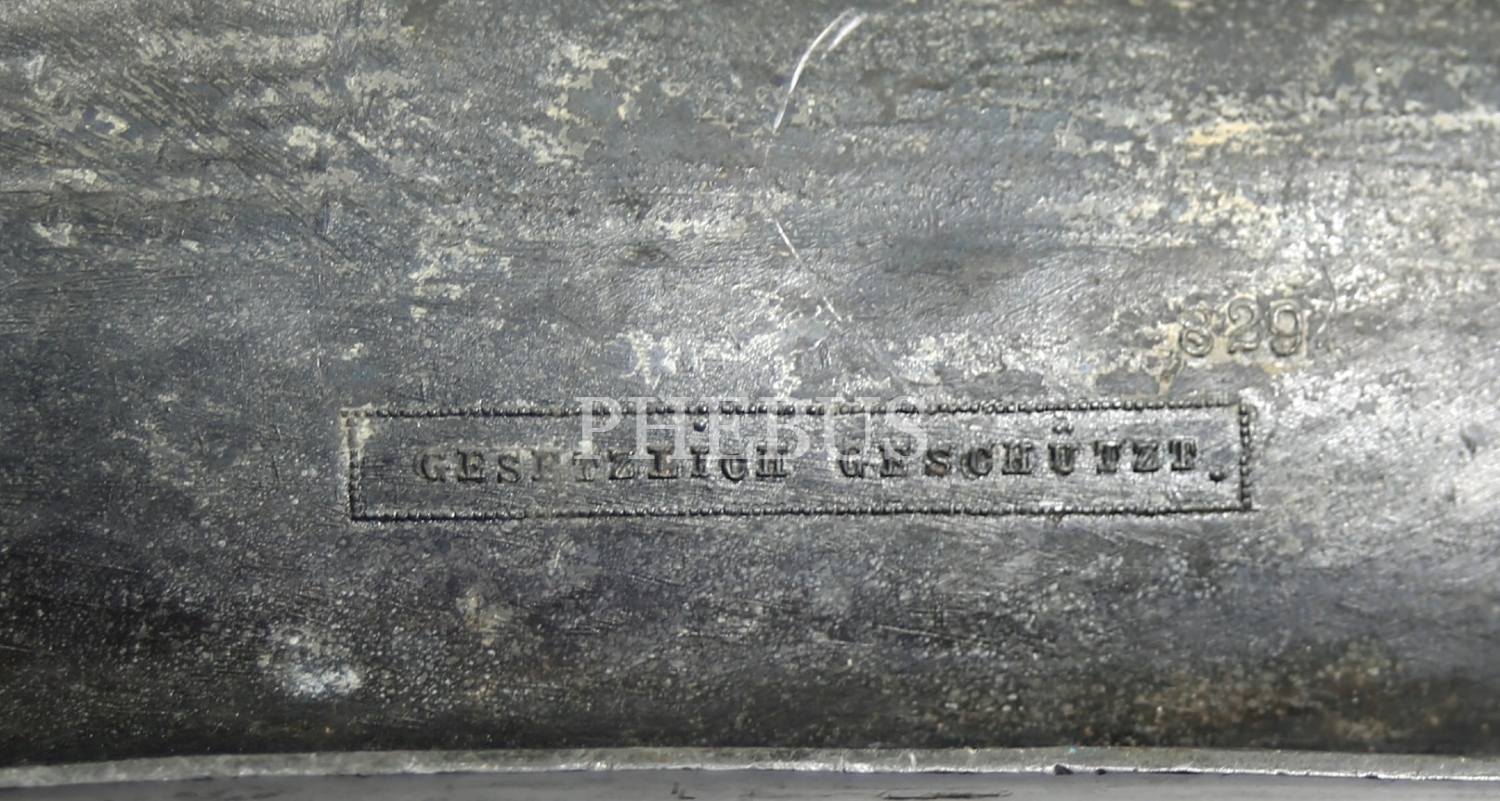 829
PHEBUS
GESETZLICH GESCHÜTZT.